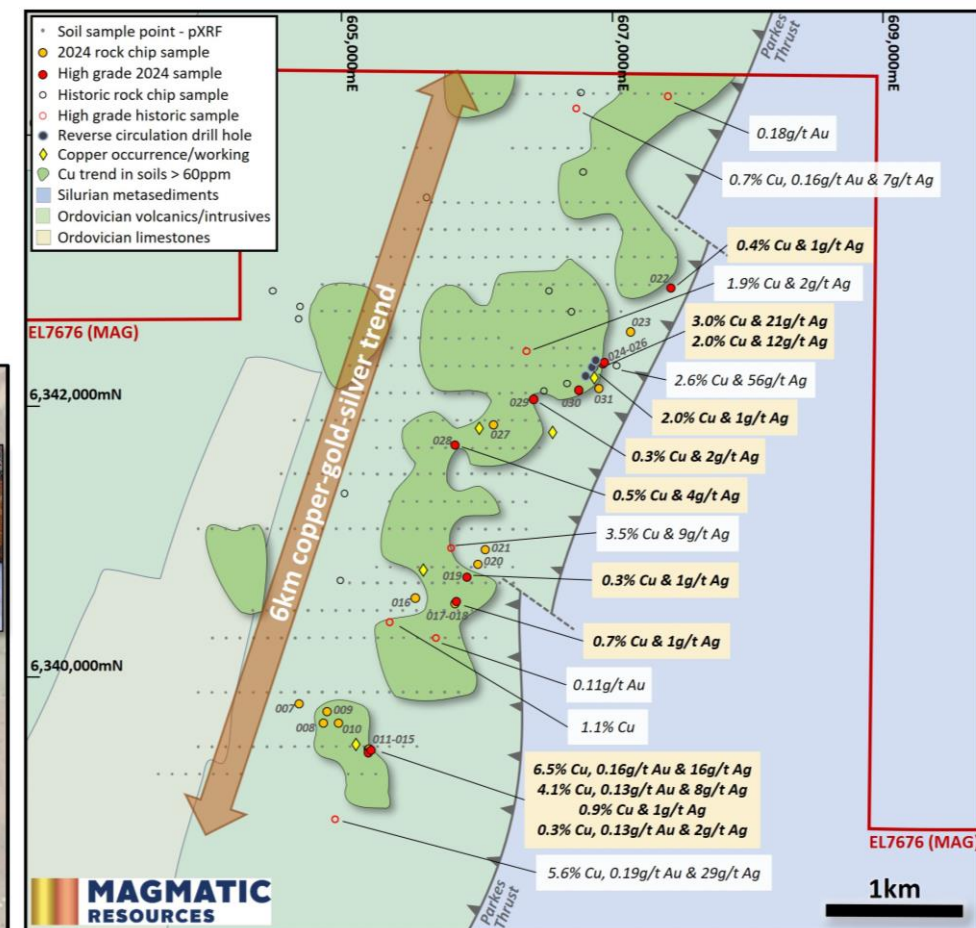 Soil sample point - pXRF
2024 rock chip sample
High grade 2024 sample
Historic rock chip sample
High grade historic sample
Reverse circulation drill hole
Copper occurrence/working
Cu trend in soils > 60ppm
Silurian metasediments
Ordovician volcanics/intrusives
Ordovician limestones
605,000mE
607,000mE
609,000mE
Parkes
Thrust
0.18g/t Au
0.7% Cu, 0.16g/t Au & 7g/t Ag
0.4% Cu & 1g/t Ag
022
1.9% Cu & 2g/t Ag
EL7676 (MAG)
023
3.0% Cu & 21g/t Ag
2.0% Cu & 12g/t Ag
024-026
2.6% Cu & 56g/t Ag
6,342,000mN
029
030
031
2.0% Cu & 1g/t Ag
027
028
0.3% Cu & 2g/t Ag
0.5% Cu & 4g/t Ag
6km copper-gold-silver trend
3.5% Cu & 9g/t Ag
021
020
019
0.3% Cu & 1g/t Ag
016
017-018
0.7% Cu & 1g/t Ag
6,340,000mN
0.11g/t Au
1.1% Cu
007
009
008
010
011-015
6.5% Cu, 0.16g/t Au & 16g/t Ag
4.1% Cu, 0.13g/t Au & 8g/t Ag
0.9% Cu & 1g/t Ag
0.3% Cu, 0.13g/t Au & 2g/t Ag
EL7676 (MAG)
5.6% Cu, 0.19g/t Au & 29g/t Ag
MAGMATIC
RESOURCES
Parkes
Thrust
1km